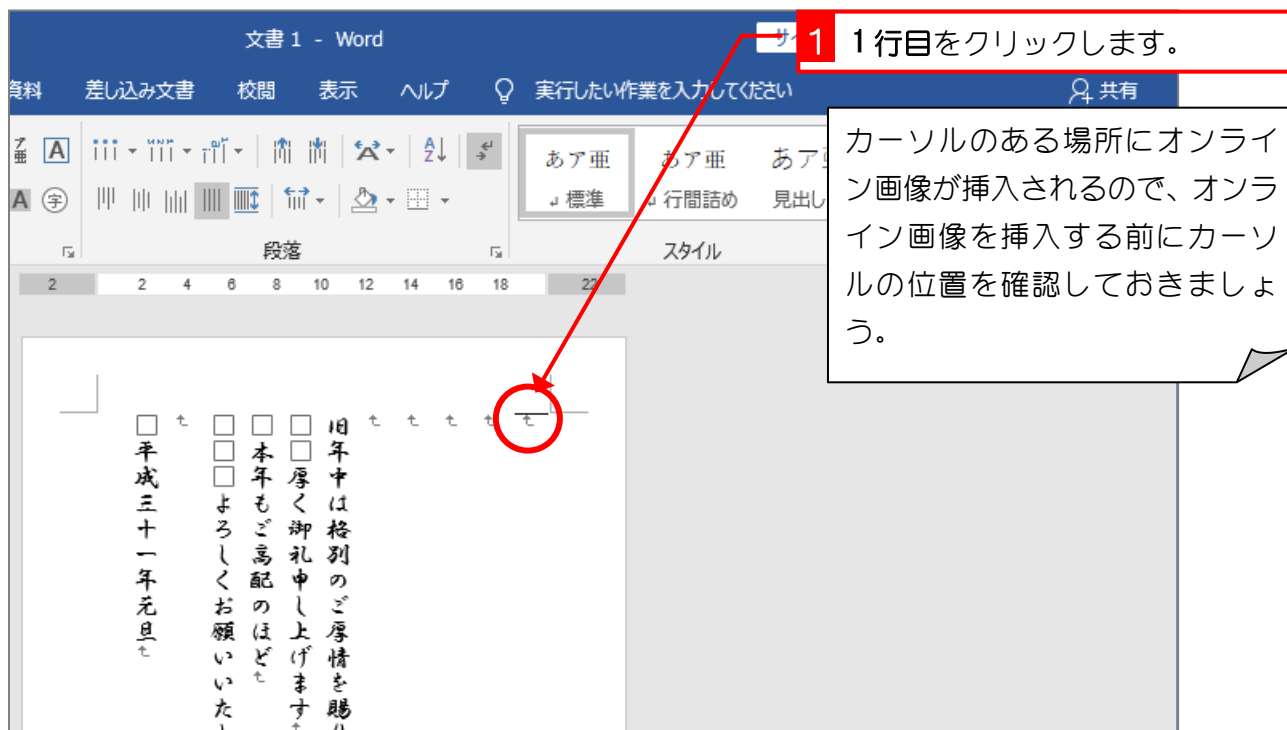 文書 1 - Word
サ
1 1行目をクリックします。
資料 差し込み文書 校閲 表示 ヘルプ 実行したい作業を入力してください 共有
カーソルのある場所にオンライ
ン画像が挿入されるので、オンラ
イン画像を挿入する前にカーソ
ルの位置を確認しておきましょ
う。
あア亜 あア亜 あア
標準 行間詰め 見出し
段落 スタイル
2 2 4 6 8 10 12 14 16 18 22
旧年中は格別のご厚情を賜
□□厚く御礼申し上げます
□本年もご高配のほど
□□□よろしくお願いいた
□平成三十一年元旦